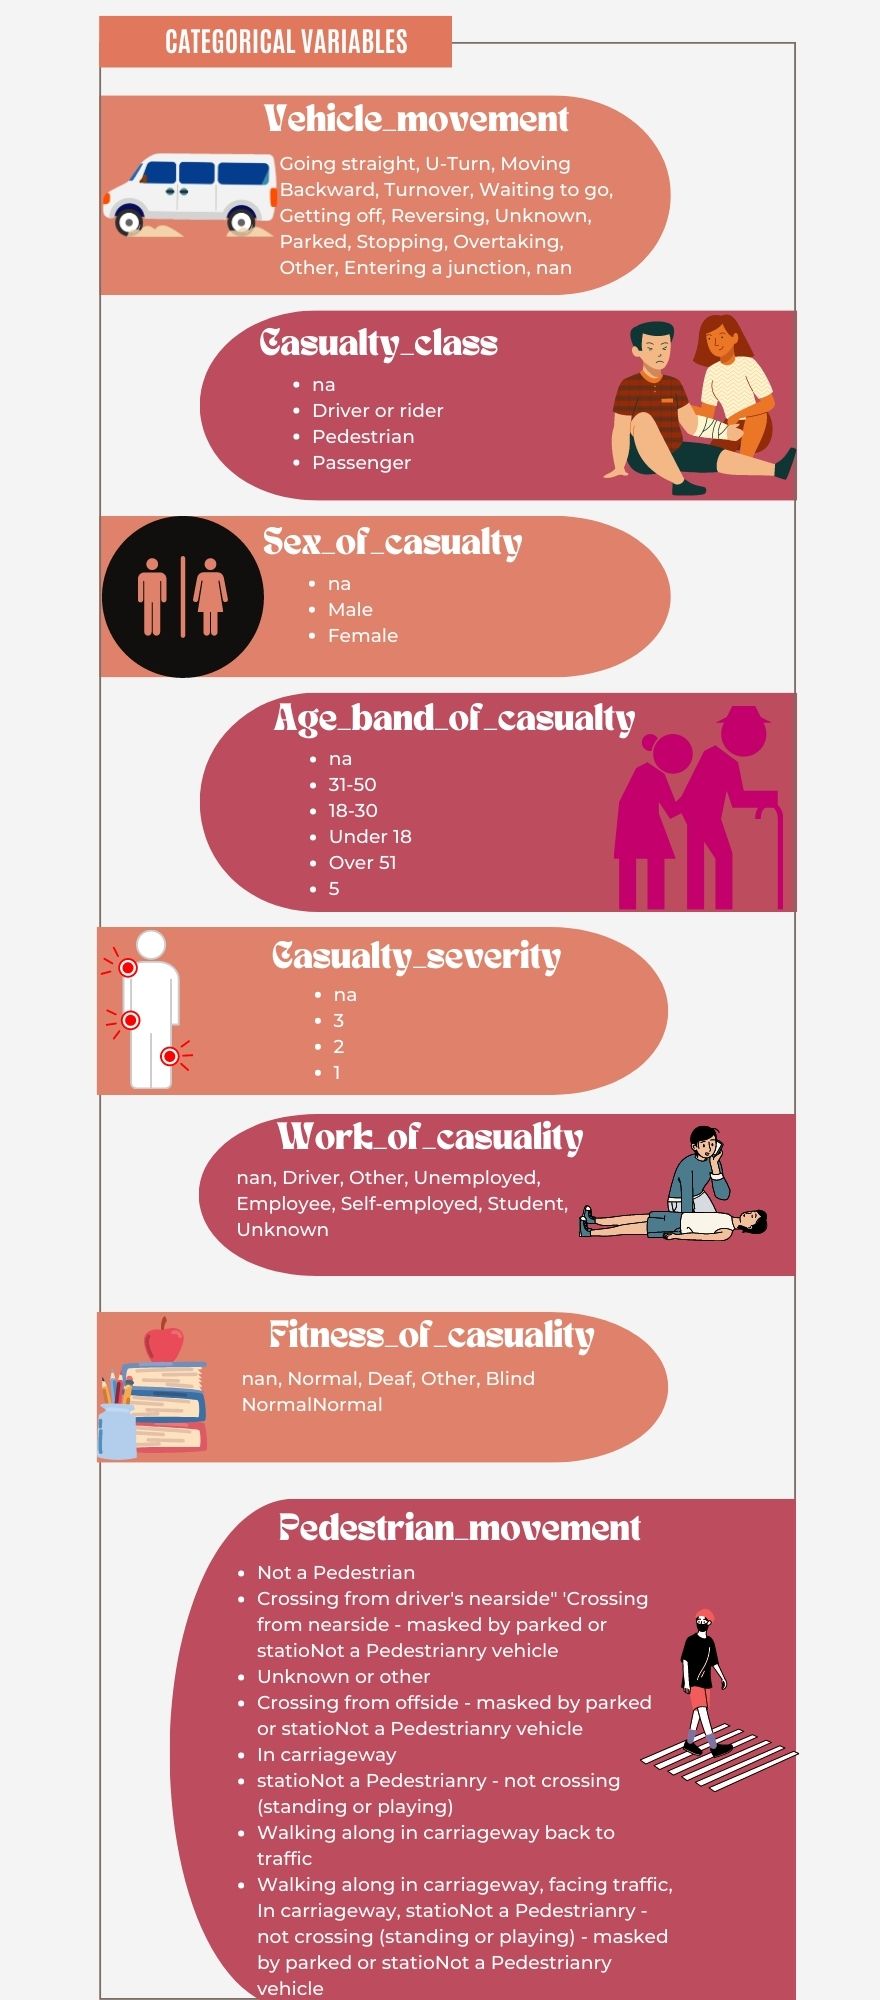 CATEGORICAL VARIABLES
Vehicle_movement
Going straight, U-Turn, Moving
Backward, Turnover, Waiting to go,
Getting off, Reversing, Unknown,
Parked, Stopping, Overtaking,
Other, Entering a junction, nan
Casualty_class
• na
• Driver or rider
• Pedestrian
• Passenger
Sex_of_casualty
• na
• Male
• Female
Age_band_of_casualty
• na
• 31-50
• 18-30
• Under 18
• Over 51
• 5
Casualty_severity
• na
• 3
• 2
• 1
Work_of_casuality
nan, Driver, Other, Unemployed,
Employee, Self-employed, Student,
Unknown
Fitness_of_casuality
nan, Normal, Deaf, Other, Blind
NormalNormal
Pedestrian_movement
• Not a Pedestrian
• Crossing from driver's nearside" 'Crossing
from nearside - masked by parked or
statioNot a Pedestrianry vehicle
• Unknown or other
• Crossing from offside - masked by parked
or statioNot a Pedestrianry vehicle
• In carriageway
• statioNot a Pedestrianry - not crossing
(standing or playing)
• Walking along in carriageway back to
traffic
• Walking along in carriageway, facing traffic,
In carriageway, statioNot a Pedestrianry -
not crossing (standing or playing) - masked
by parked or statioNot a Pedestrianry
vehicle